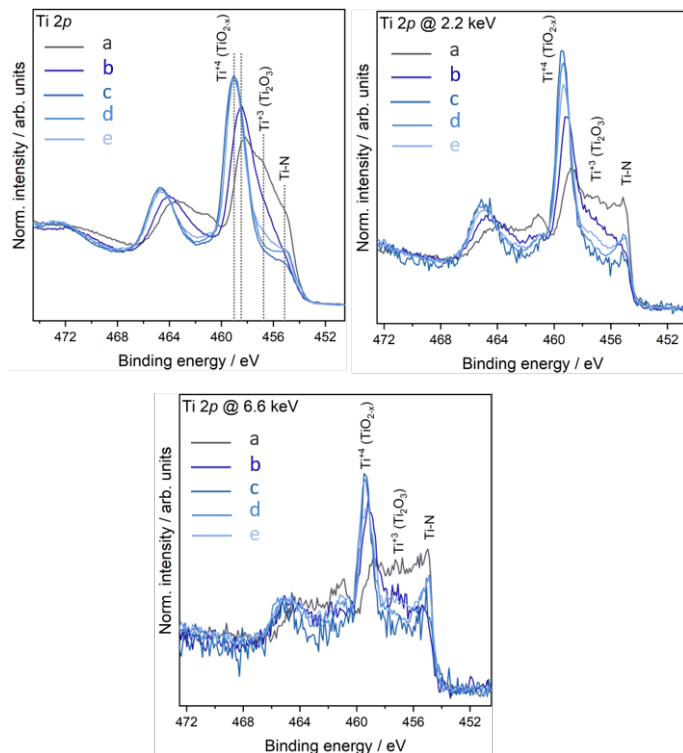 Ti 2p
a
b
c
d
e
Ti+4 (TiO2-x)
Ti+3 (Ti2O3)
Ti-N
Norm. intensity / arb. units
472 468 464 460 456 452
Binding energy / eV
Ti 2p @ 2.2 keV
a
b
c
d
e
Ti+4 (TiO2-x)
Ti+3 (Ti2O3)
Ti-N
Norm. intensity / arb. units
472 468 464 460 456 452
Binding energy / eV
Ti 2p @ 6.6 keV
a
b
c
d
e
Ti+4 (TiO2-x)
Ti+3 (Ti2O3)
Ti-N
Norm. intensity / arb. units
472 468 464 460 456 452
Binding energy / eV